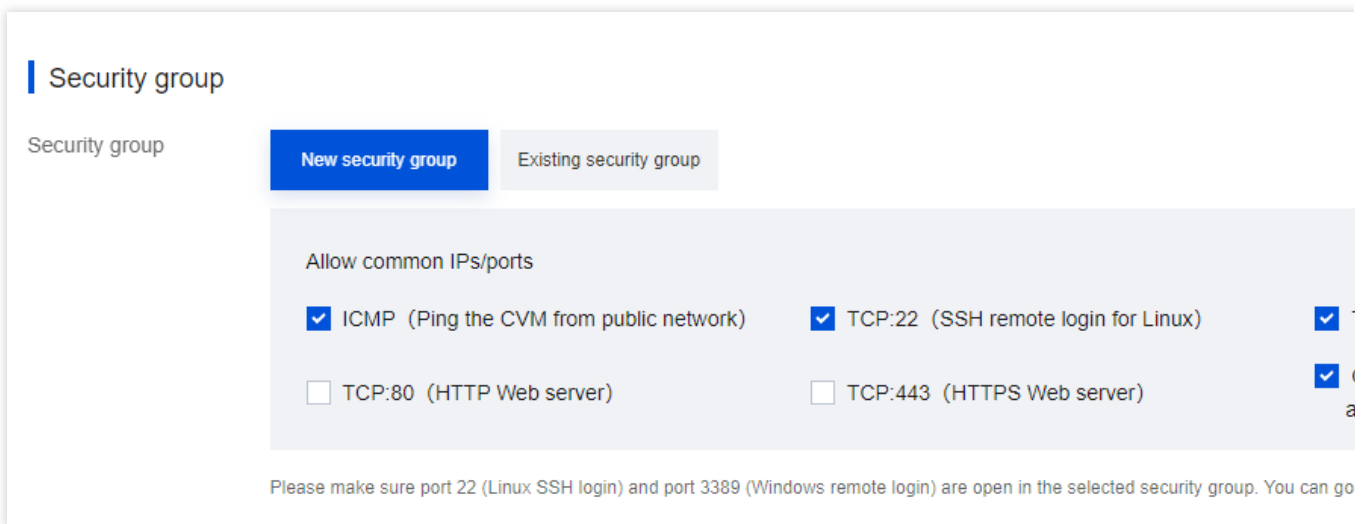 Security group
Security group
New security group
Existing security group
Allow common IPs/ports
ICMP（Ping the CVM from public network）
TCP:22（SSH remote login for Linux）
TCP:80（HTTP Web server）
TCP:443（HTTPS Web server）
Please make sure port 22 (Linux SSH login) and port 3389 (Windows remote login) are open in the selected security group. You can go